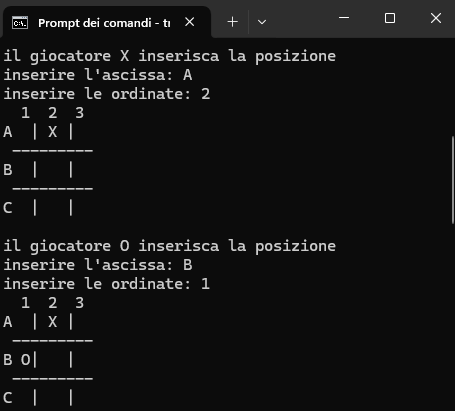 Prompt dei comandi - tr
il giocatore X inserisca la posizione
inserire l'ascissa: A
inserire le ordinate: 2
  1  2  3
A  | X |
 ---------
B  |   |
 ---------
C  |   |
il giocatore O inserisca la posizione
inserire l'ascissa: B
inserire le ordinate: 1
  1  2  3
A  | X |
 ---------
B O|   |
 ---------
C  |   |